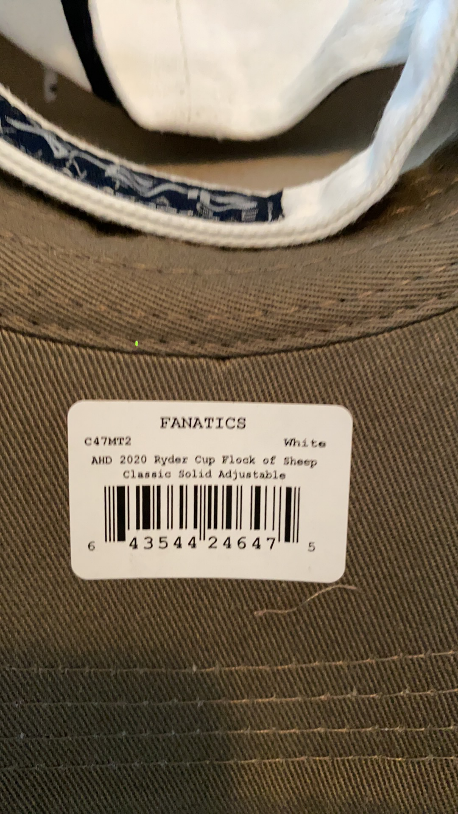 FANATICS
C47MT2 White
AHD 2020 Ryder Cup Flock of Sheep
Classic Solid Adjustable
6 43544 24647 5